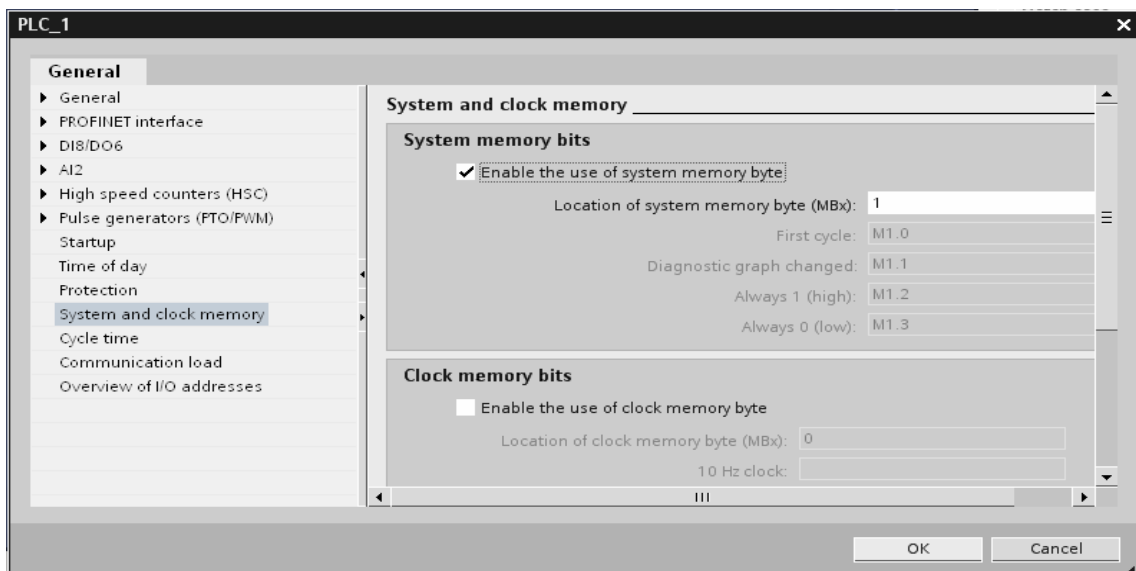 PLC_1
General
General
PROFINET interface
DI8/DO6
AI2
High speed counters (HSC)
Pulse generators (PTO/PWM)
Startup
Time of day
Protection
System and clock memory
Cycle time
Communication load
Overview of I/O addresses
System and clock memory
System memory bits
Enable the use of system memory byte
Location of system memory byte (MBx): 1
First cycle: M1.0
Diagnostic graph changed: M1.1
Always 1 (high): M1.2
Always 0 (low): M1.3
Clock memory bits
Enable the use of clock memory byte
Location of clock memory byte (MBx): 0
10 Hz clock:
OK Cancel